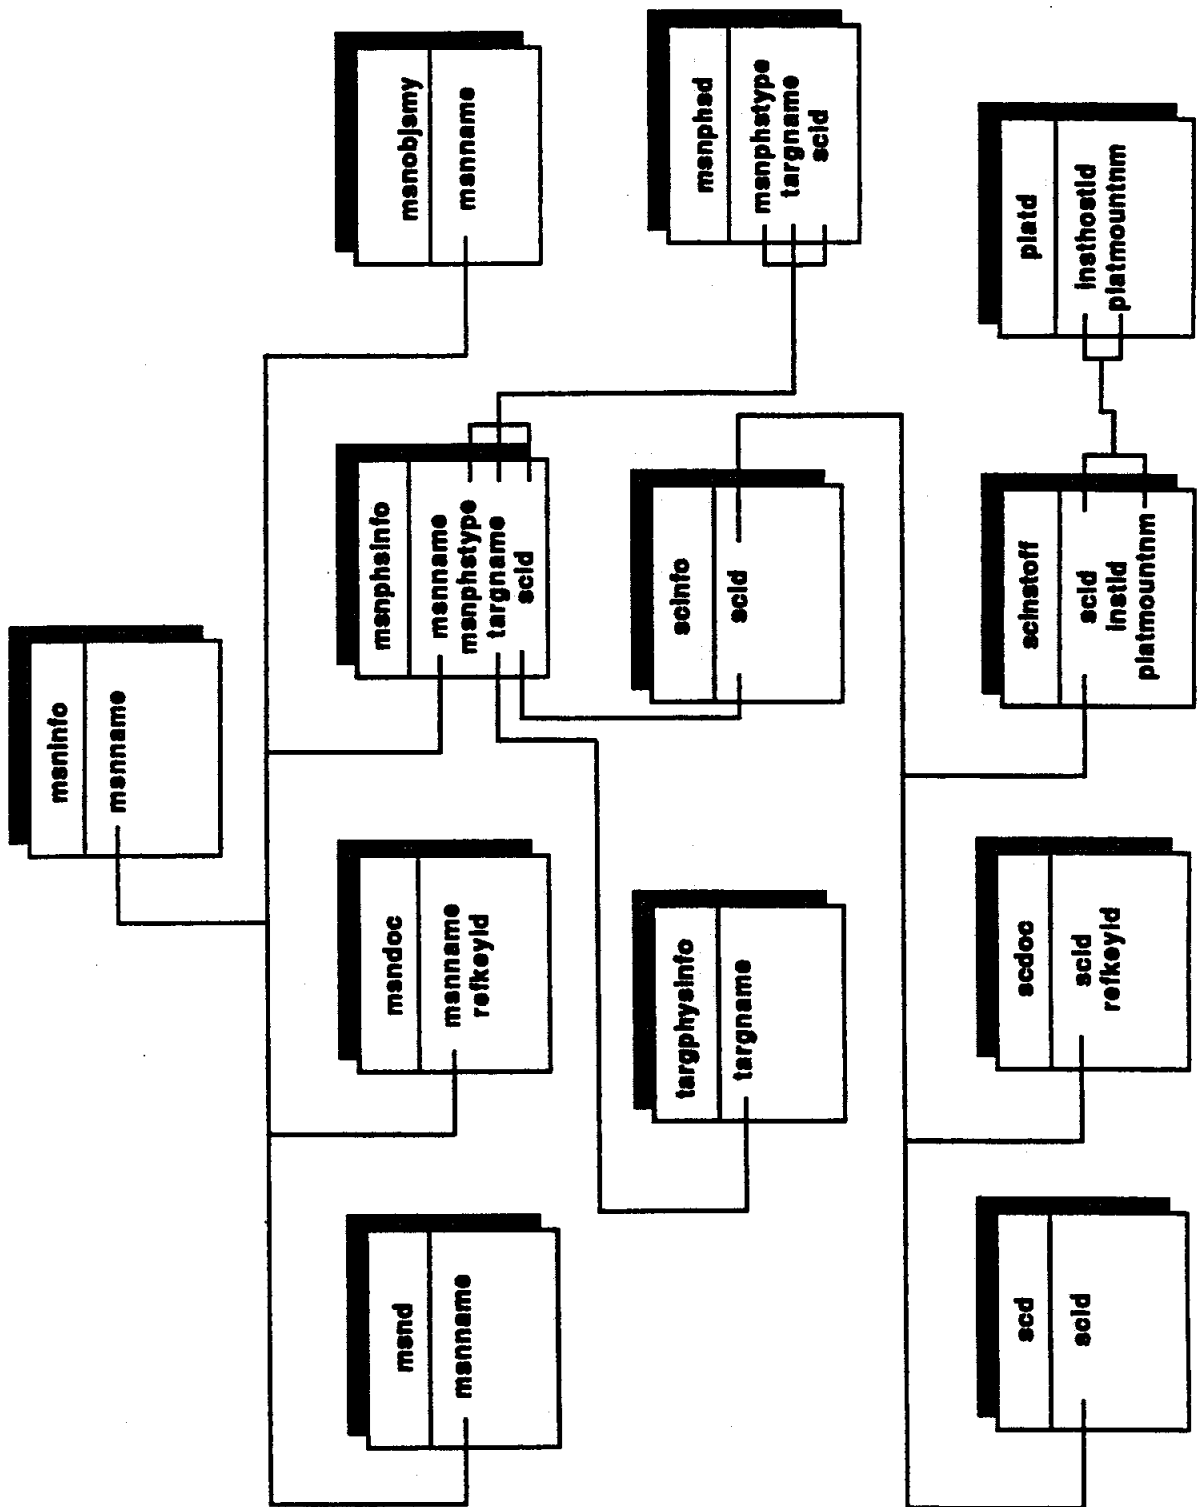 msninfo
msnname
msnd
msnname
msndoc
msnname
refkeyid
msnphsinfo
msnname
msnphstype
targname
scid
msnobjsmy
msnname
targphysinfo
targname
scinfo
scid
msnphsd
msnphstype
targname
scid
scd
scid
scdoc
scid
refkeyid
scinstoff
scid
instid
platmountnm
platd
insthostid
platmountnm